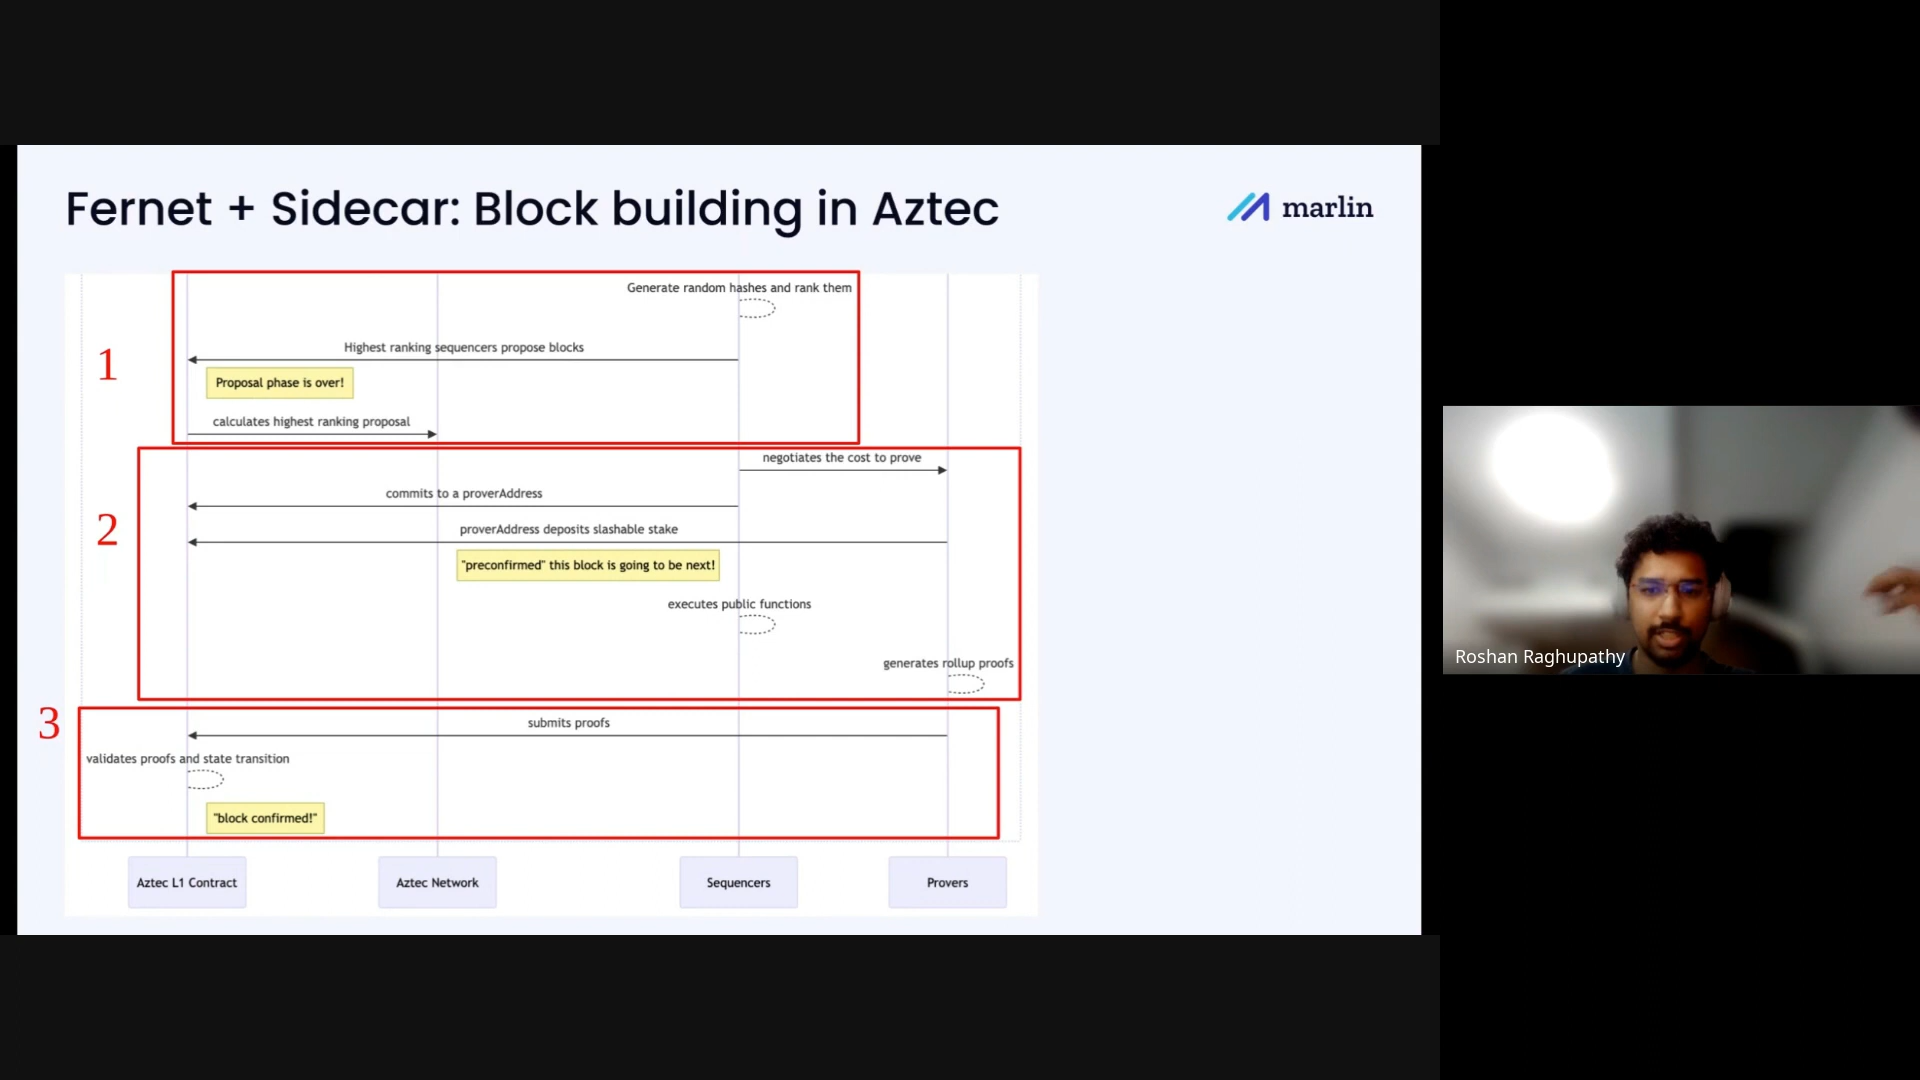 Fernet + Sidecar: Block building in Aztec
marlin
Generate random hashes and rank them
1
Highest ranking sequencers propose blocks
Proposal phase is over!
calculates highest ranking proposal
2
negotiates the cost to prove
commits to a proverAddress
proverAddress deposits slashable stake
"preconfirmed" this block is going to be next!
executes public functions
generates rollup proofs
3
submits proofs
validates proofs and state transition
"block confirmed!"
Aztec L1 Contract
Aztec Network
Sequencers
Provers
Roshan Raghupathy